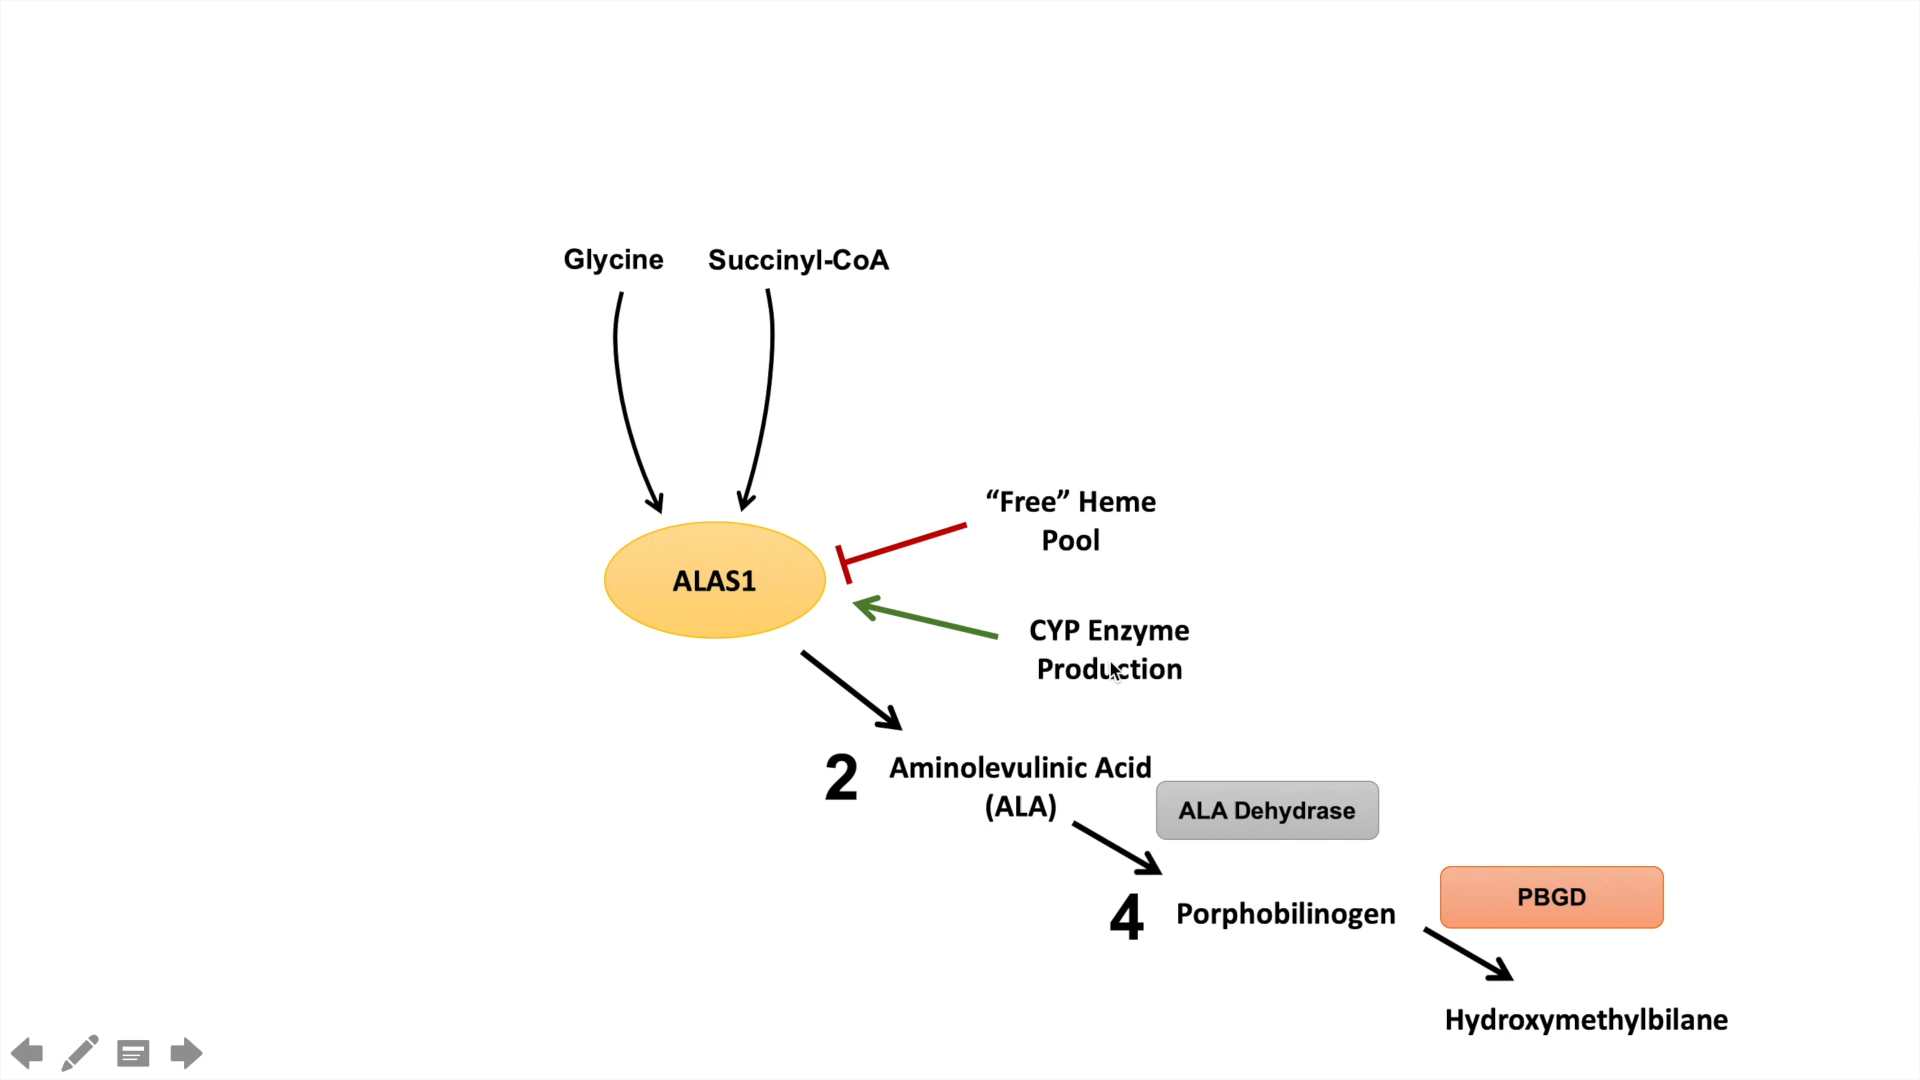 Glycine Succinyl-CoA
“Free” Heme
Pool
ALAS1
CYP Enzyme
Production
2 Aminolevulinic Acid
(ALA)
ALA Dehydrase
PBGD
4 Porphobilinogen
Hydroxymethylbilane